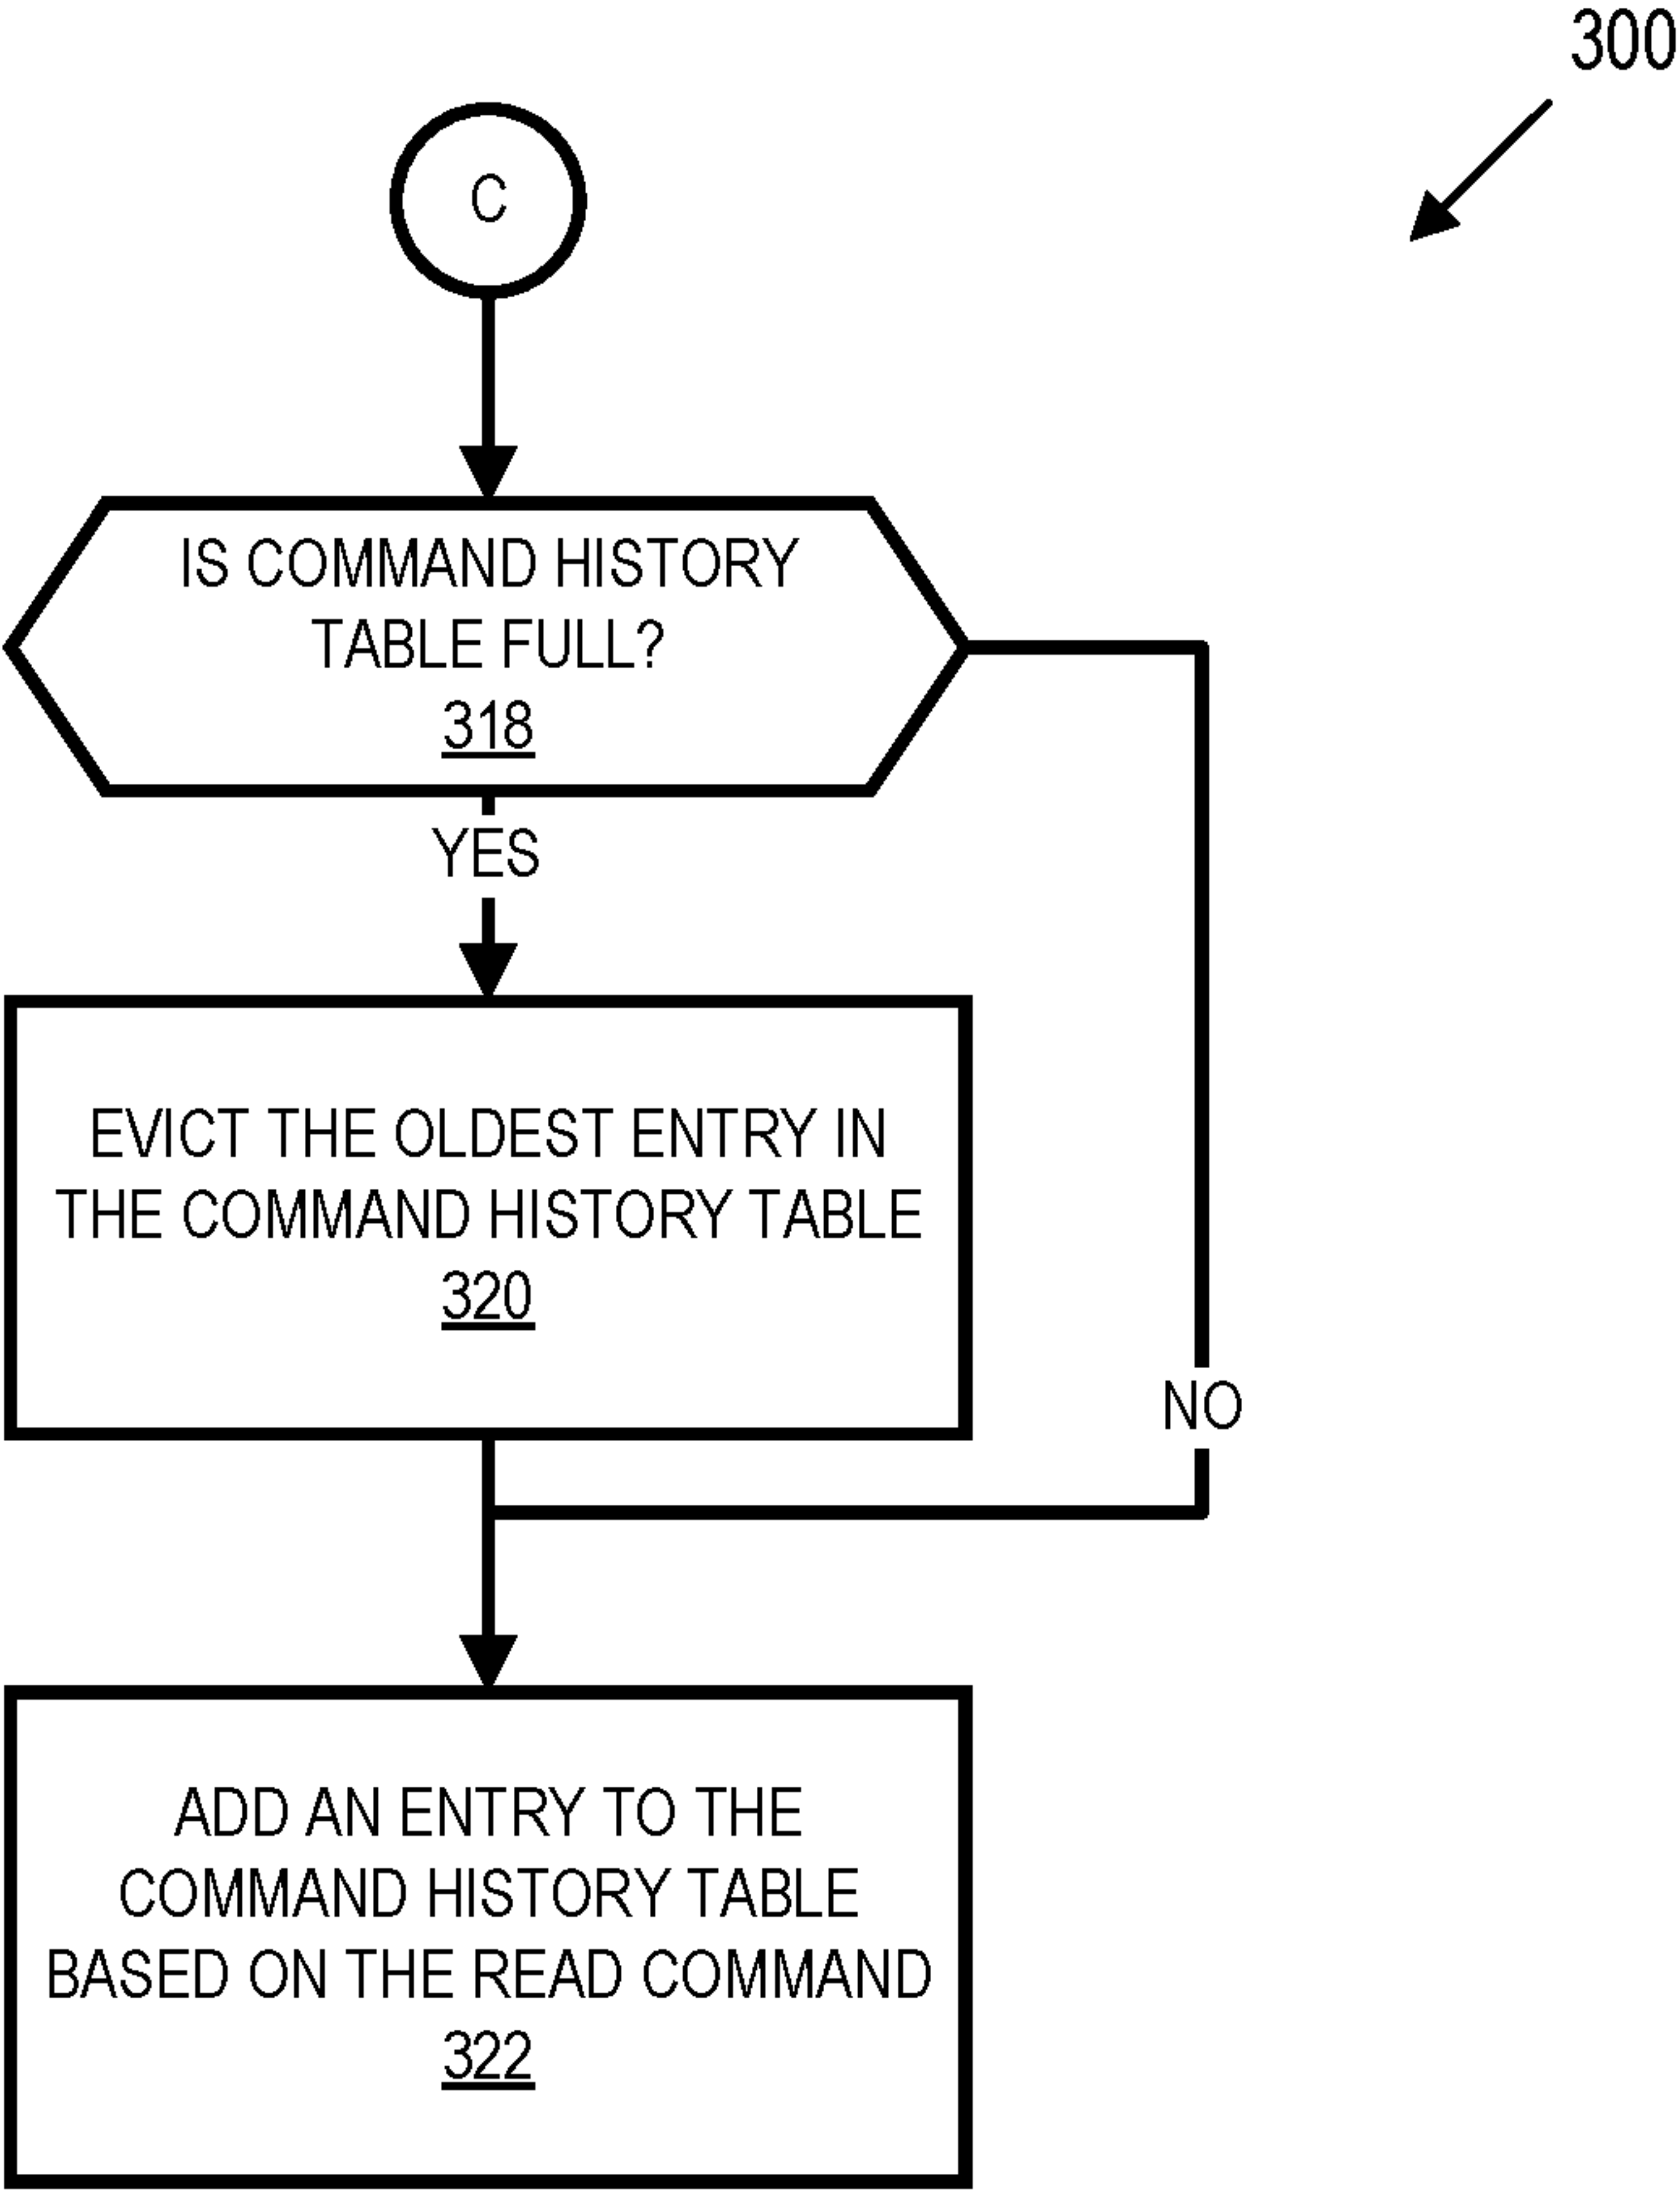 300
C
IS COMMAND HISTORY
TABLE FULL?
318
YES
EVICT THE OLDEST ENTRY IN
THE COMMAND HISTORY TABLE
320
NO
ADD AN ENTRY TO THE
COMMAND HISTORY TABLE
BASED ON THE READ COMMAND
322